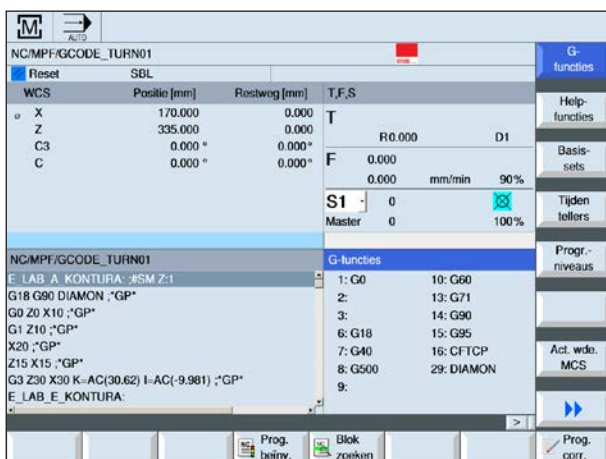 M
AUTO
NC/MPF/GCODE_TURN01
Reset SBL
WCS Positie [mm] Restweg [mm]
X 170.000 0.000
Z 335.000 0.000
C3 0.000 ° 0.000°
C 0.000 ° 0.000°
T,F,S
T
R0.000 D1
F 0.000
0.000 mm/min 90%
S1 0
Master 0 100%
NC/MPF/GCODE_TURN01
E_LAB_A_KONTURA: ;#SM Z:1
G18 G90 DIAMON ;*GP*
G0 Z0 X10 ;*GP*
G1 Z10 ;*GP*
X20 ;*GP*
Z15 X15 ;*GP*
G3 Z30 X30 K=AC(30.62) I=AC(-9.981) ;*GP*
E_LAB_E_KONTURA:
G-functies
1: G0 10: G60
2: 13: G71
3: 14: G90
6: G18 15: G95
7: G40 16: CFTCP
8: G500 29: DIAMON
9:
>
G-
functies
Help-
functies
Basis-
sets
Tijden
tellers
Progr.-
niveaus
Act. wde.
MCS
NC
Prog.
beïnv.
NC
Blok
zoeken
Prog.
corr.